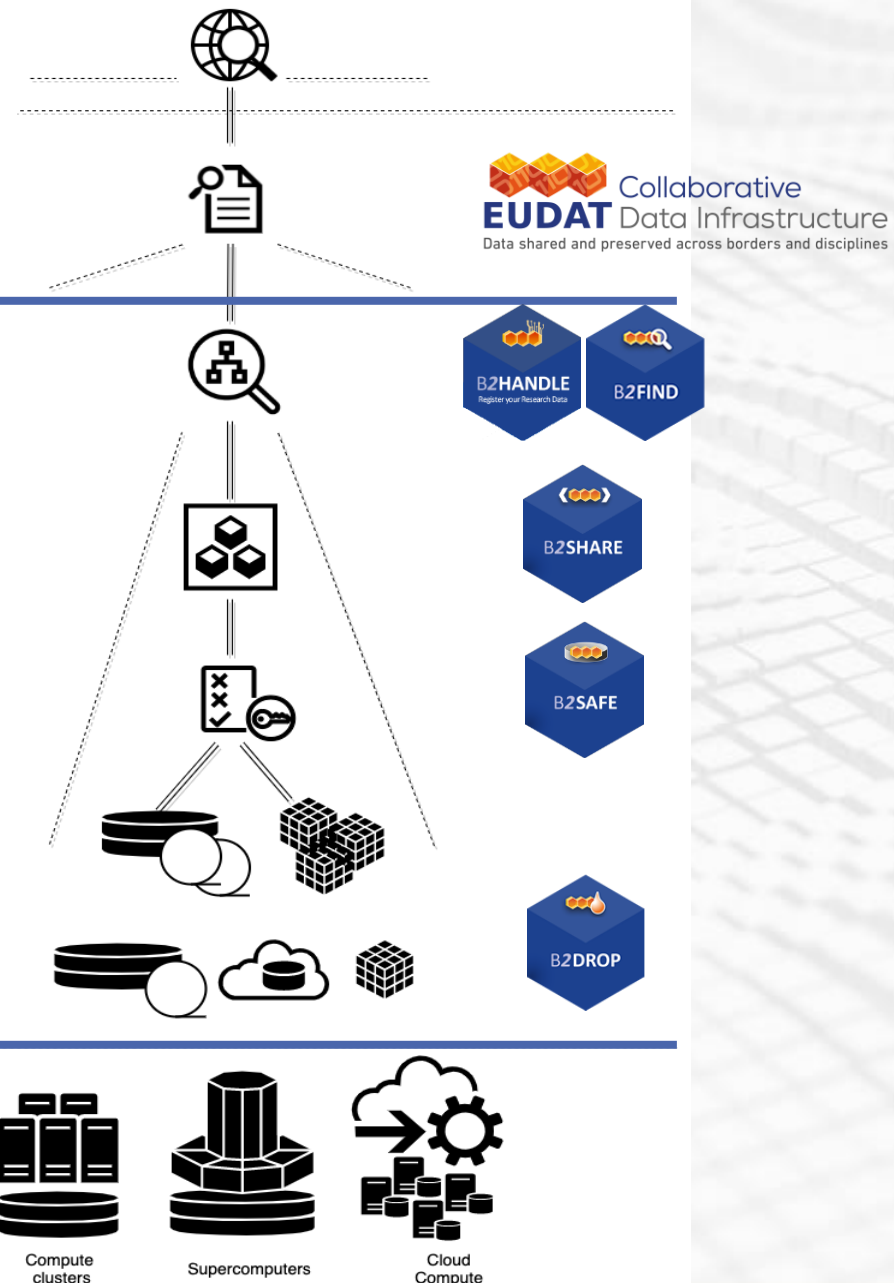 EUDAT Collaborative
Data Infrastructure
Data shared and preserved across borders and disciplines
B2HANDLE
Register your Research Data
B2FIND
B2SHARE
B2SAFE
B2DROP
Compute
clusters
Supercomputers
Cloud
Compute